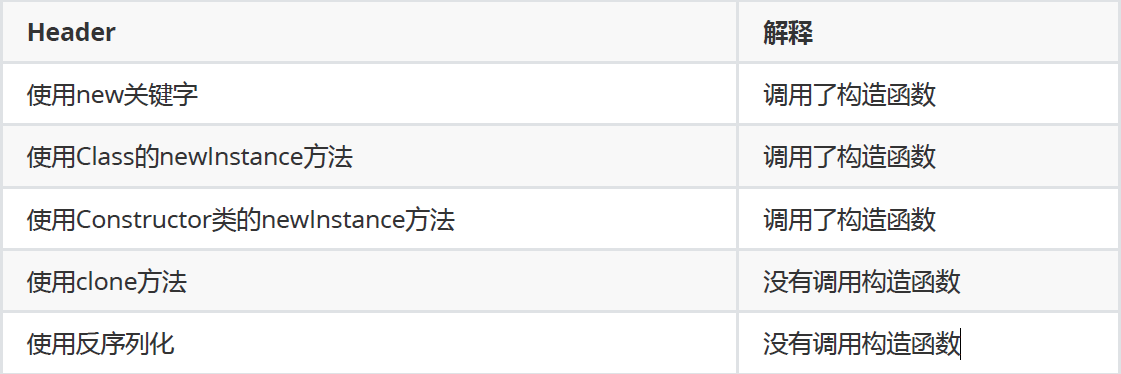 Header 解释
使用new关键字 调用了构造函数
使用Class的newInstance方法 调用了构造函数
使用Constructor类的newInstance方法 调用了构造函数
使用clone方法 没有调用构造函数
使用反序列化 没有调用构造函数